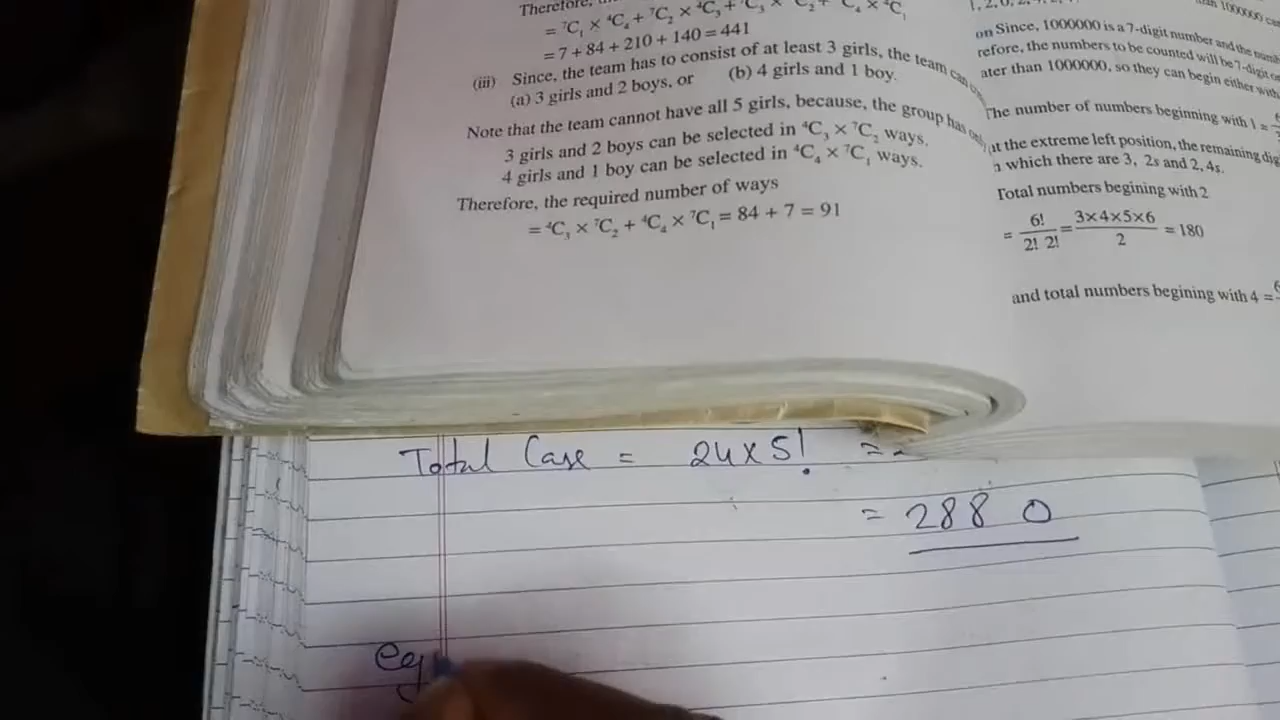 Therefore,
= ⁷C₁ × ⁴C₄ + ⁷C₂ × ⁴C₃ + ⁷C₃ × ⁴C₂ + ⁷C₄ × ⁴C₁
= 7 + 84 + 210 + 140 = 441
(iii) Since, the team has to consist of at least 3 girls, the team can
(a) 3 girls and 2 boys, or (b) 4 girls and 1 boy.
Note that the team cannot have all 5 girls, because, the group has
3 girls and 2 boys can be selected in ⁴C₃ × ⁷C₂ ways.
4 girls and 1 boy can be selected in ⁴C₄ × ⁷C₁ ways.
Therefore, the required number of ways
= ⁴C₃ × ⁷C₂ + ⁴C₄ × ⁷C₁ = 84 + 7 = 91
than 1000000
on Since, 1000000 is a 7-digit number and the
refore, the numbers to be counted will be 7-digit
ater than 1000000, so they can begin either with
The number of numbers beginning with 1 =
at the extreme left position, the remaining
which there are 3, 2s and 2, 4s.
Total numbers begining with 2
= 6!/2! 2! = 3×4×5×6/2 = 180
and total numbers begining with 4 =
Total Case = 24 × 5! =
= 2880
eg